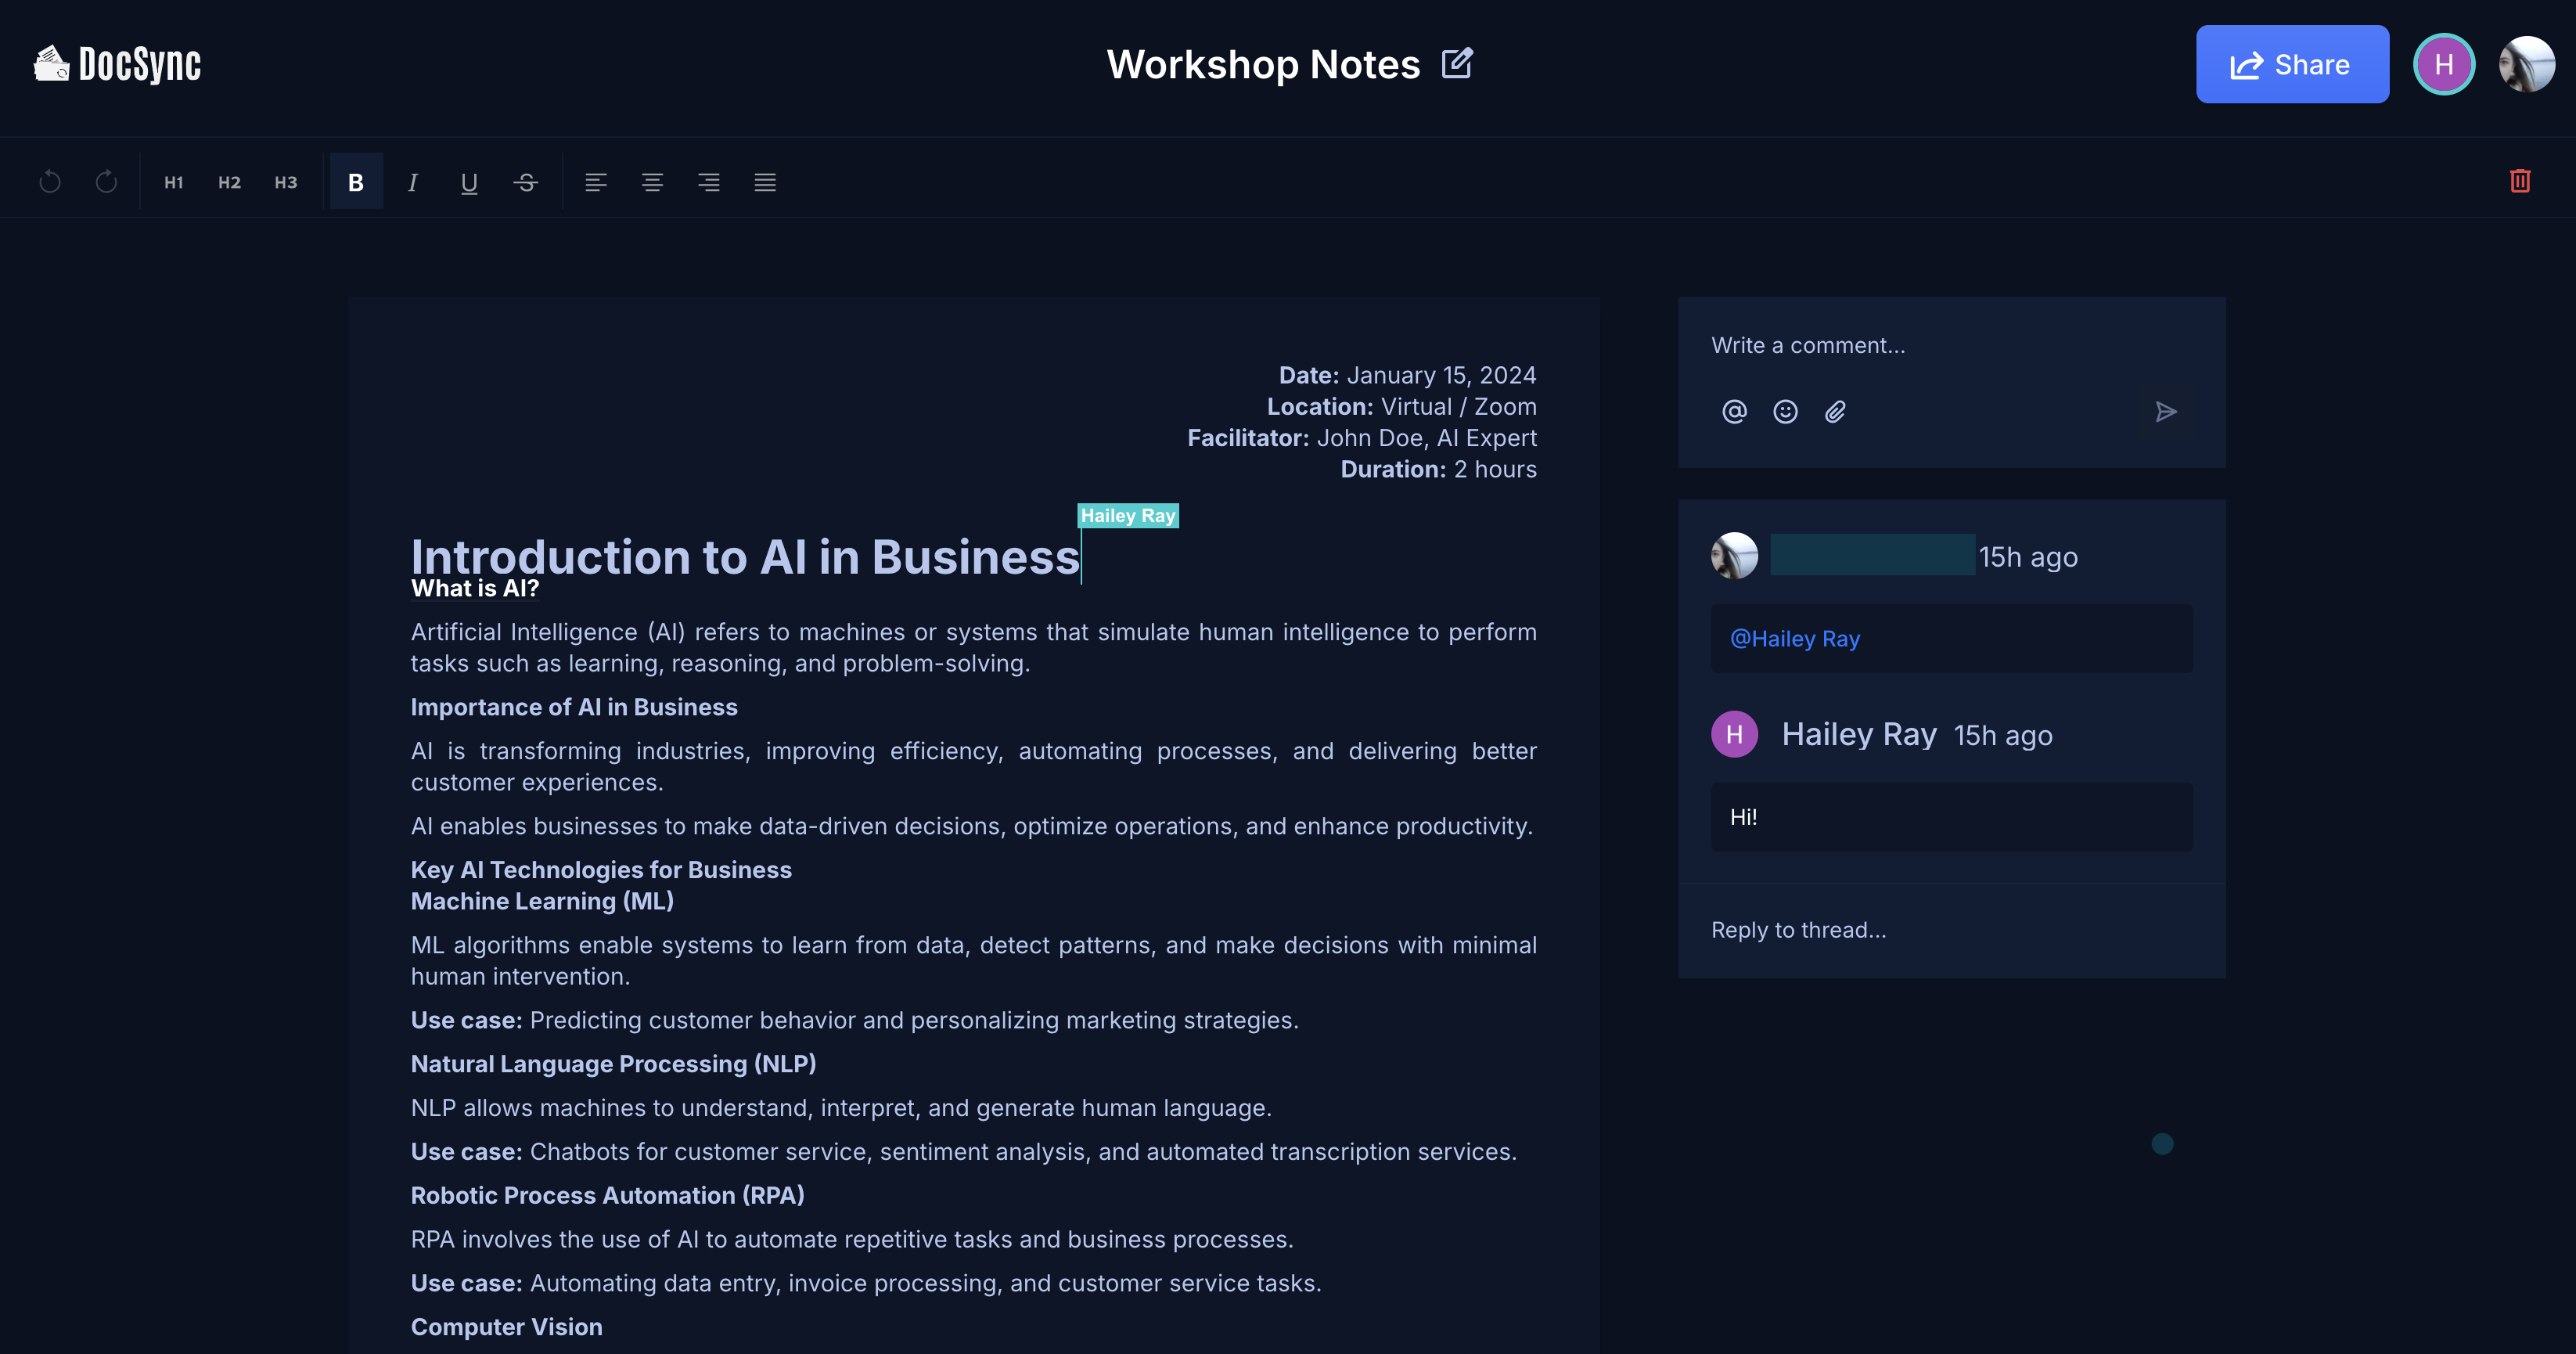 DocSync
Workshop Notes
Share
H
H1 H2 H3 B I U S
Date: January 15, 2024
Location: Virtual / Zoom
Facilitator: John Doe, AI Expert
Duration: 2 hours
Hailey Ray
Introduction to AI in Business
What is AI?
Artificial Intelligence (AI) refers to machines or systems that simulate human intelligence to perform
tasks such as learning, reasoning, and problem-solving.
Importance of AI in Business
AI is transforming industries, improving efficiency, automating processes, and delivering better
customer experiences.
AI enables businesses to make data-driven decisions, optimize operations, and enhance productivity.
Key AI Technologies for Business
Machine Learning (ML)
ML algorithms enable systems to learn from data, detect patterns, and make decisions with minimal
human intervention.
Use case: Predicting customer behavior and personalizing marketing strategies.
Natural Language Processing (NLP)
NLP allows machines to understand, interpret, and generate human language.
Use case: Chatbots for customer service, sentiment analysis, and automated transcription services.
Robotic Process Automation (RPA)
RPA involves the use of AI to automate repetitive tasks and business processes.
Use case: Automating data entry, invoice processing, and customer service tasks.
Computer Vision
Write a comment...
@
15h ago
@Hailey Ray
H Hailey Ray 15h ago
Hi!
Reply to thread...